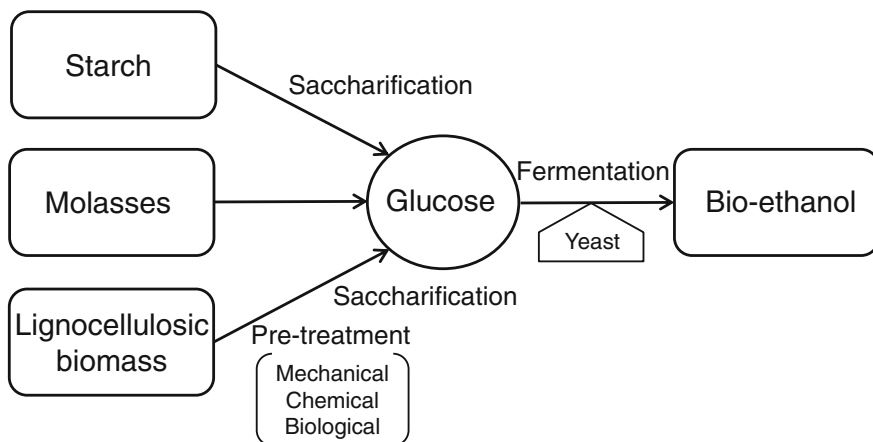 Starch
Saccharification
Molasses
Glucose
Fermentation
Yeast
Bio-ethanol
Lignocellulosic
biomass
Saccharification
Pre-treatment
Mechanical
Chemical
Biological